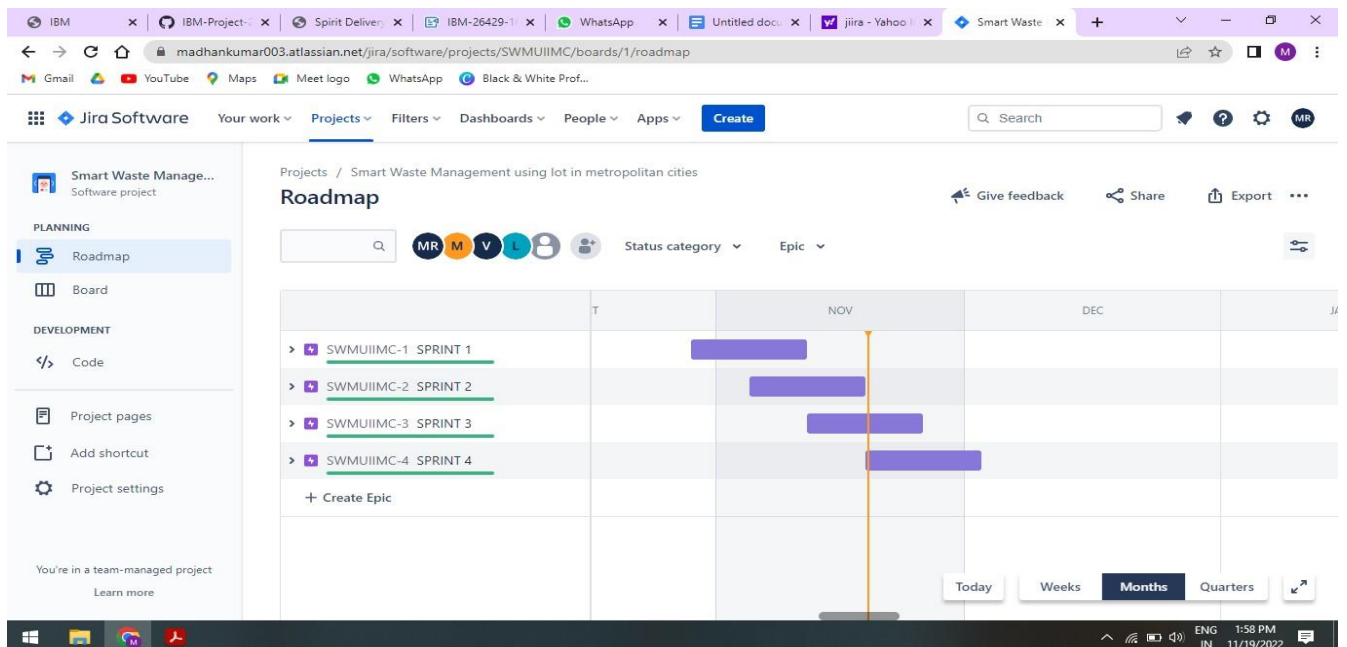 IBM IBM-Project- Spirit Delivery IBM-26429-1 WhatsApp Untitled docu jiira - Yahoo I Smart Waste
madhankumar003.atlassian.net/jira/software/projects/SWMUIIMC/boards/1/roadmap M
Gmail YouTube Maps Meet logo WhatsApp Black & White Prof...
Jira Software Your work Projects Filters Dashboards People Apps Create Search MR
Smart Waste Manage...
Software project
PLANNING
Roadmap
Board
DEVELOPMENT
Code
Project pages
Add shortcut
Project settings
You're in a team-managed project
Learn more
Projects / Smart Waste Management using lot in metropolitan cities
Roadmap Give feedback Share Export
MR M V L Status category Epic
T NOV DEC JA
SWMUIIMC-1 SPRINT 1
SWMUIIMC-2 SPRINT 2
SWMUIIMC-3 SPRINT 3
SWMUIIMC-4 SPRINT 4
+ Create Epic
Today Weeks Months Quarters
ENG 1:58 PM
IN 11/19/2022